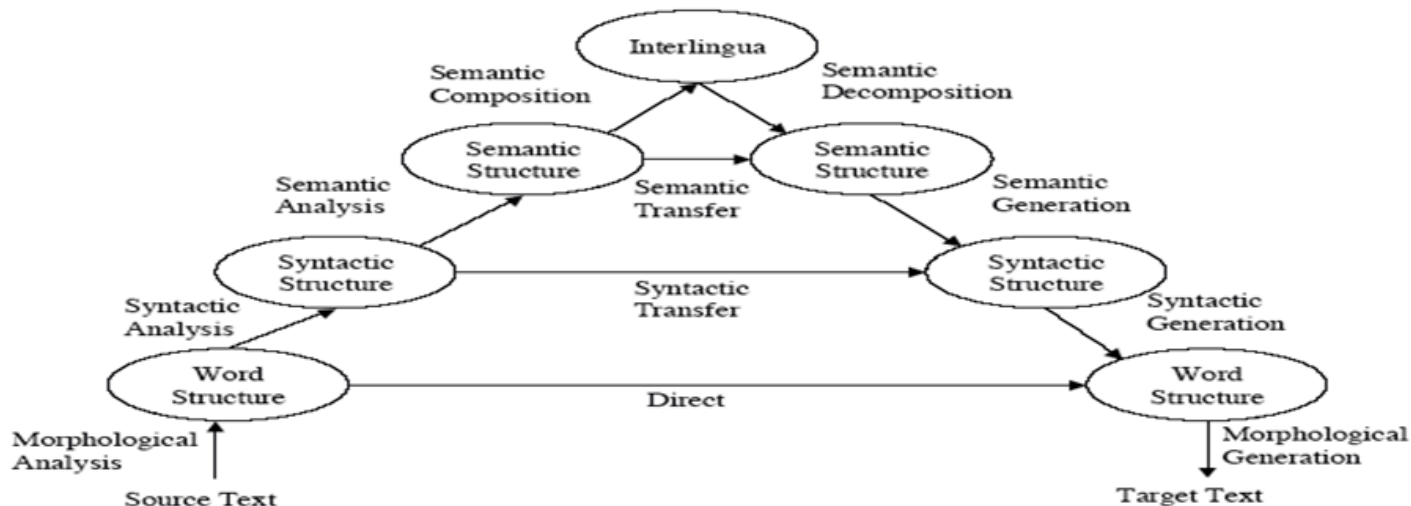 Interlingua
Semantic
Composition
Semantic
Decomposition
Semantic
Structure
Semantic
Structure
Semantic
Transfer
Semantic
Analysis
Semantic
Generation
Syntactic
Structure
Syntactic
Structure
Syntactic
Transfer
Syntactic
Analysis
Syntactic
Generation
Word
Structure
Word
Structure
Direct
Morphological
Analysis
Morphological
Generation
Source Text
Target Text